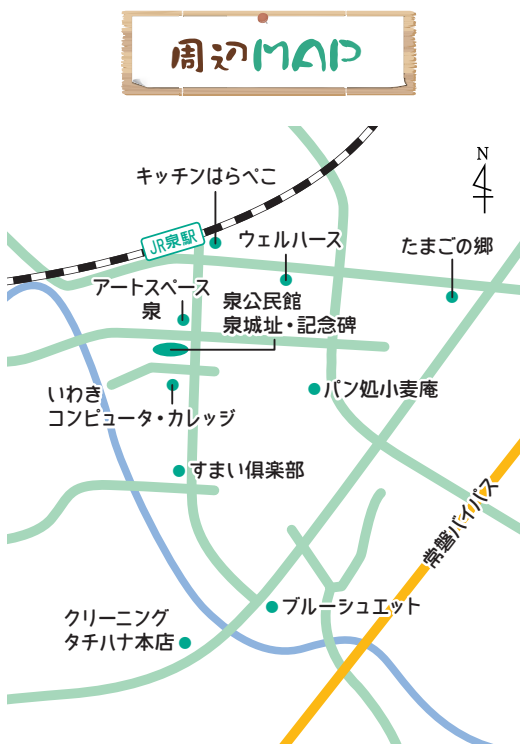 周辺MAP
N
キッチンはらぺこ
JR泉駅
ウェルハース
たまごの郷
アートスペース
泉
泉公民館
泉城址・記念碑
いわき
コンピュータ・カレッジ
パン処小麦庵
すまい倶楽部
常磐バイパス
ブルーシュエット
クリーニング
タチハナ本店